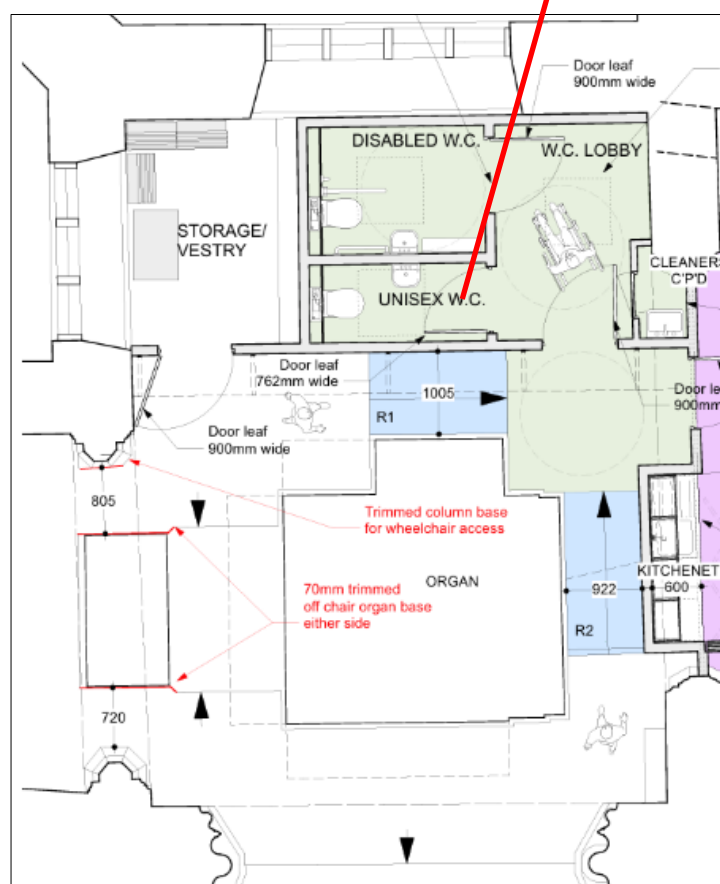 Door leaf
900mm wide
DISABLED W.C.
W.C. LOBBY
STORAGE/
VESTRY
CLEANERS
C'P'D
UNISEX W.C.
Door leaf
762mm wide
1005
R1
Door
900mm
Door leaf
900mm wide
805
Trimmed column base
for wheelchair access
ORGAN
KITCHENET
600
70mm trimmed
off chair organ base
either side
922
R2
720